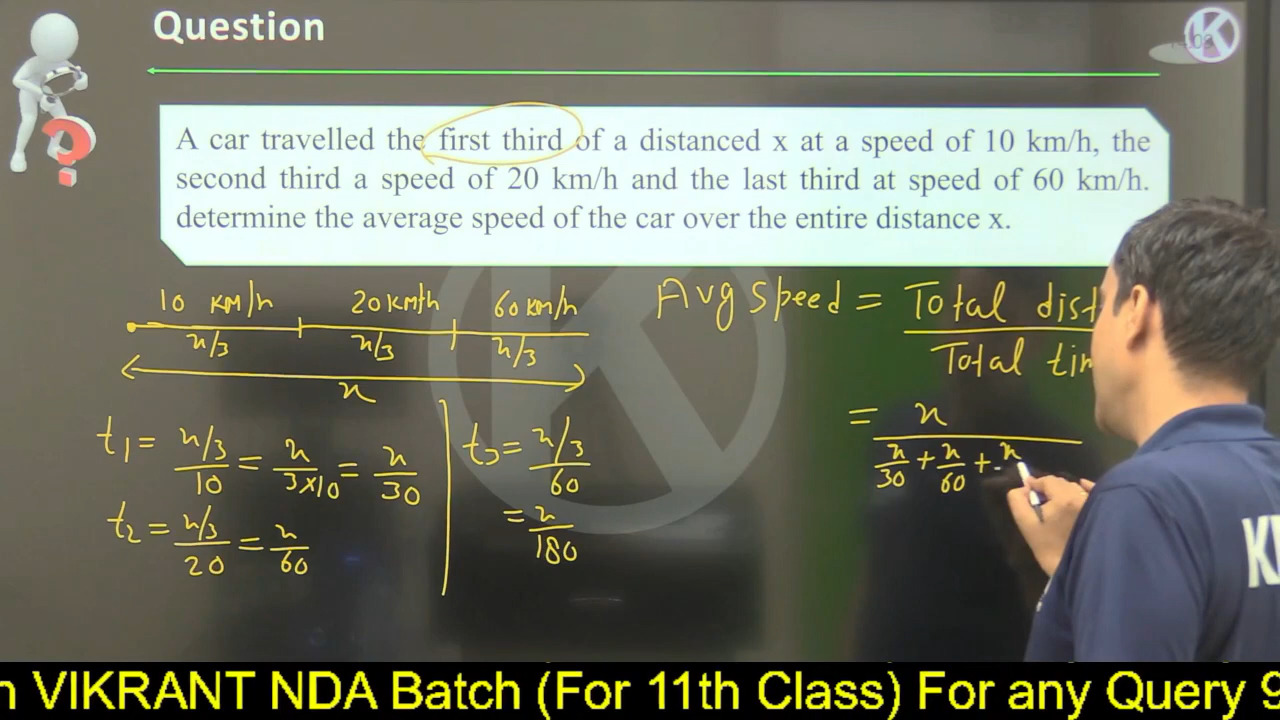 Question
A car travelled the first third of a distanced x at a speed of 10 km/h, the
second third a speed of 20 km/h and the last third at speed of 60 km/h.
determine the average speed of the car over the entire distance x.
10 KM/h 20KM/h 60KM/h
x/3 x/3 x/3
x
t1 = x/3 / 10 = x / 3×10 = x / 30
t2 = x/3 / 20 = x / 60
t3 = x/3 / 60
= x / 180
Avg Speed = Total dist / Total tim
= x / x/30 + x/60 + x
K
KI
n VIKRANT NDA Batch (For 11th Class) For any Query 9